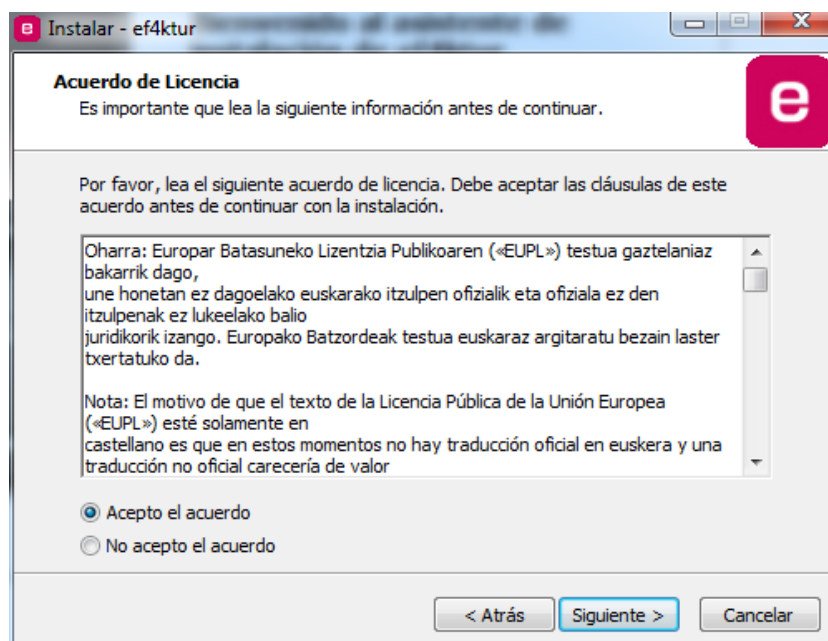 Instalar - ef4ktur
Acuerdo de Licencia
Es importante que lea la siguiente información antes de continuar.
e
Por favor, lea el siguiente acuerdo de licencia. Debe aceptar las cláusulas de este
acuerdo antes de continuar con la instalación.
Oharra: Europar Batasuneko Lizentzia Publikoaren («EUPL») testua gaztelaniaz
bakarrik dago,
une honetan ez dagoelako euskarako itzulpen ofizialik eta ofiziala ez den
itzulpenak ez lukeelako balio
juridikorik izango. Europako Batzordeak testua euskaraz argitaratu bezain laster
txertatuko da.
Nota: El motivo de que el texto de la Licencia Pública de la Unión Europea
(«EUPL») esté solamente en
castellano es que en estos momentos no hay traducción oficial en euskera y una
traducción no oficial carecería de valor
Acepto el acuerdo
No acepto el acuerdo
< Atrás Siguiente > Cancelar